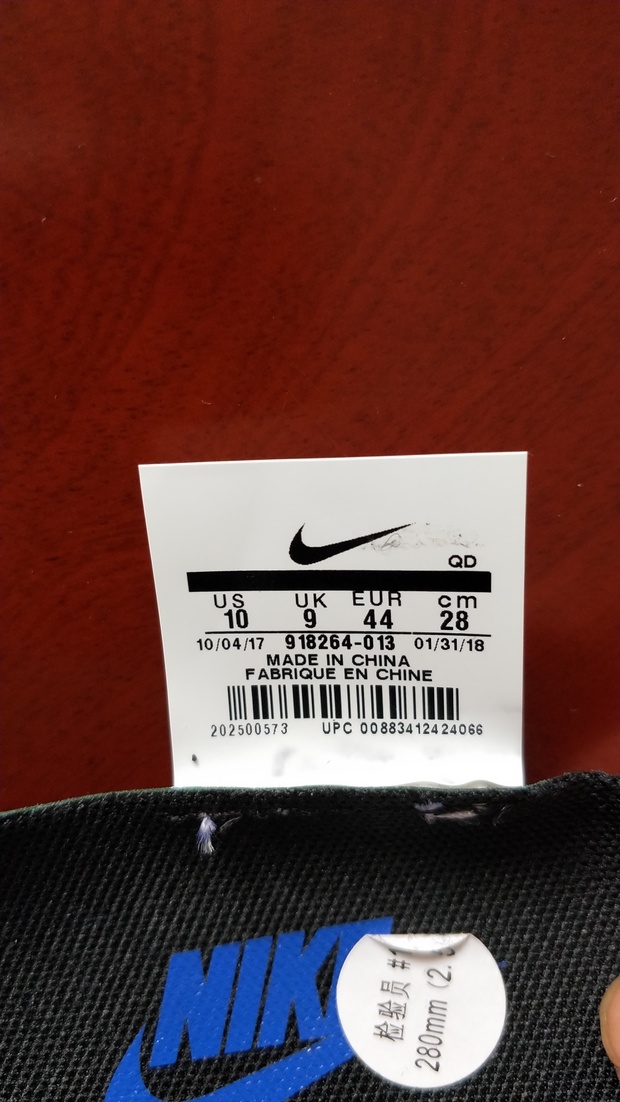 QD
US UK EUR cm
10 9 44 28
10/04/17 918264-013 01/31/18
MADE IN CHINA
FABRIQUE EN CHINE
202500573 UPC 00883412424066
NIKE
检验员 #
280mm (2.